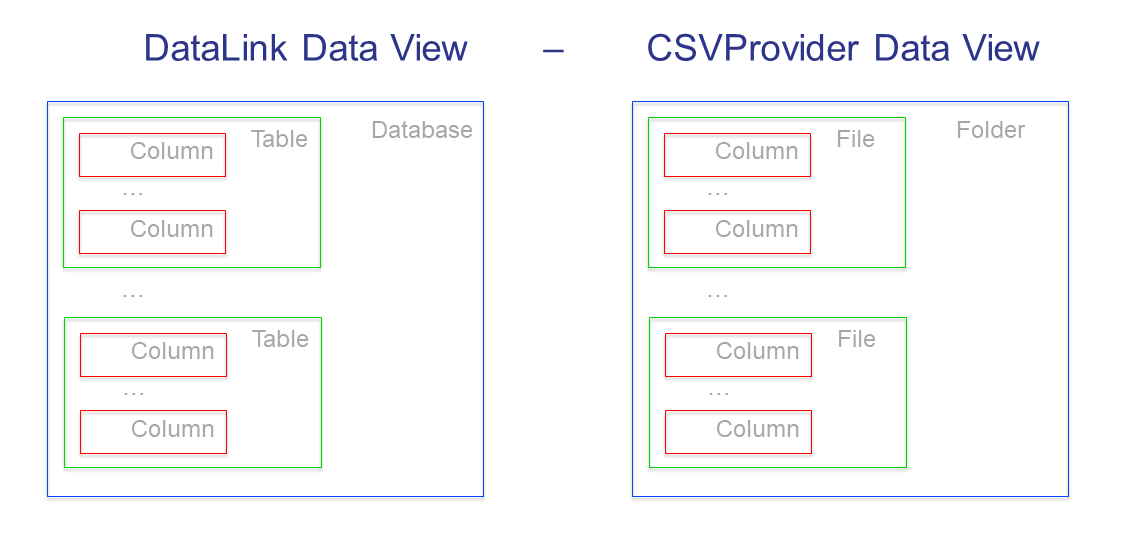 DataLink Data View – CSVProvider Data View
Database
Table
Column
...
Column
...
Table
Column
...
Column
Folder
File
Column
...
Column
...
File
Column
...
Column